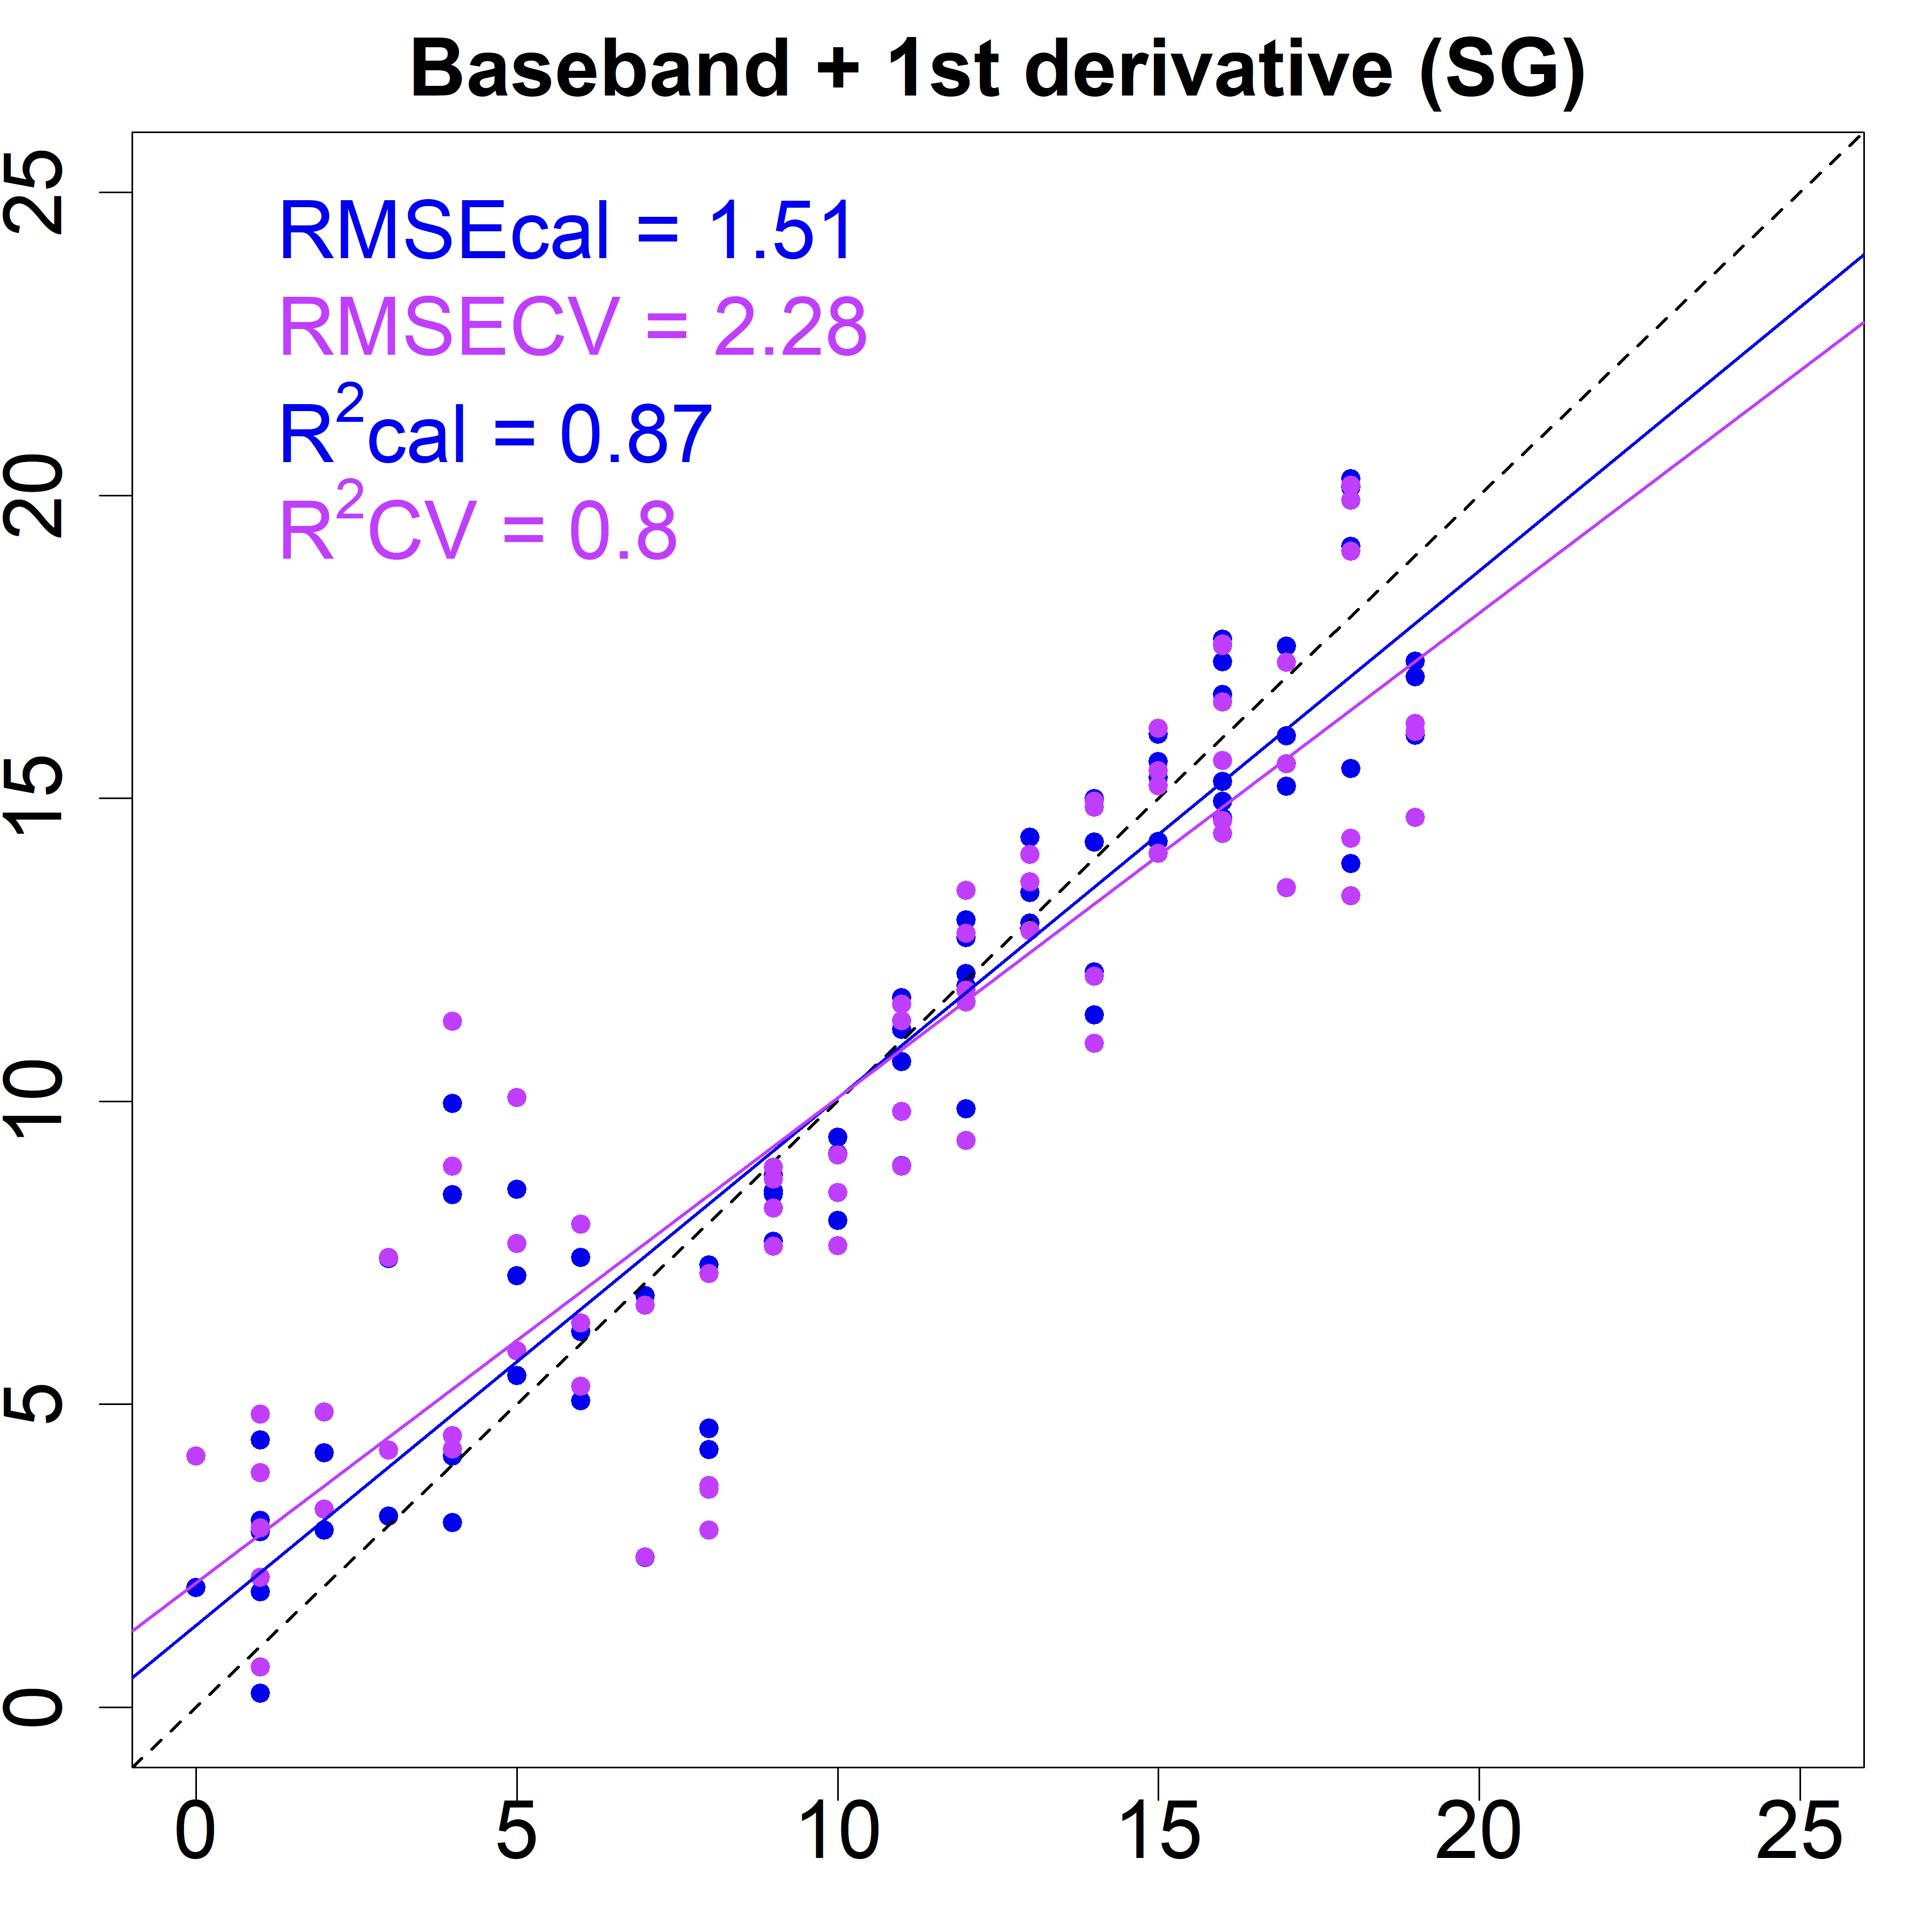 Baseband + 1st derivative (SG)
RMSEcal = 1.51
RMSECV = 2.28
R²cal = 0.87
R²CV = 0.8
25
20
15
10
5
0
0 5 10 15 20 25